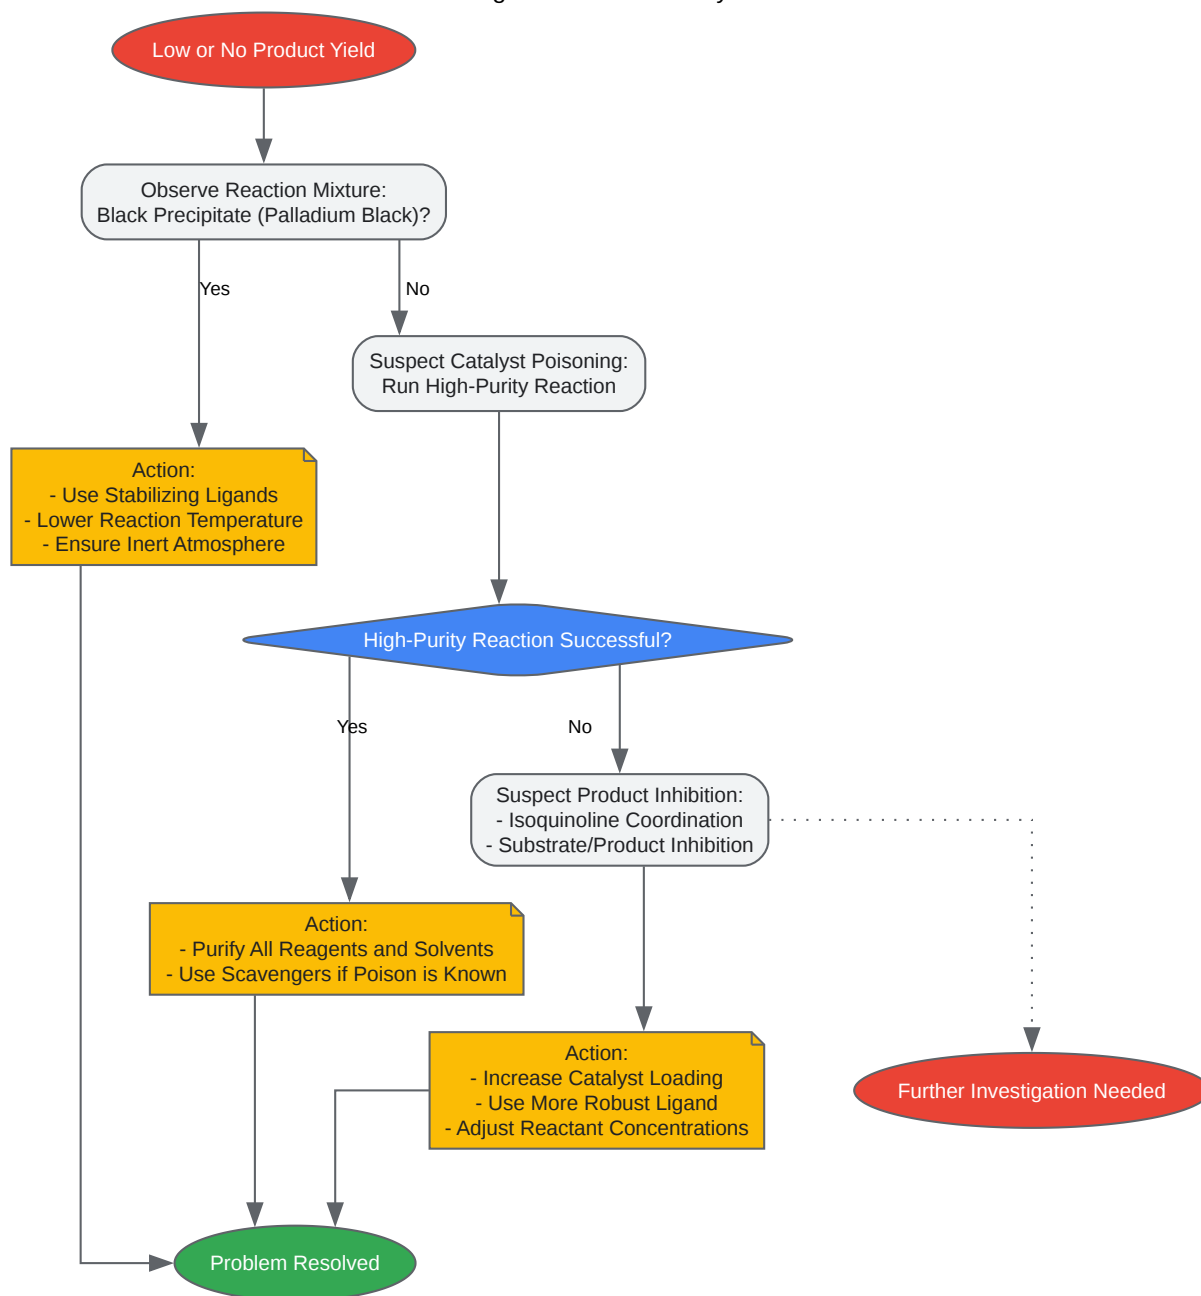 Low or No Product Yield
Observe Reaction Mixture:
Black Precipitate (Palladium Black)?
Yes
No
Suspect Catalyst Poisoning:
Run High-Purity Reaction
Action:
- Use Stabilizing Ligands
- Lower Reaction Temperature
- Ensure Inert Atmosphere
High-Purity Reaction Successful?
Yes
No
Suspect Product Inhibition:
- Isoquinoline Coordination
- Substrate/Product Inhibition
Action:
- Purify All Reagents and Solvents
- Use Scavengers if Poison is Known
Action:
- Increase Catalyst Loading
- Use More Robust Ligand
- Adjust Reactant Concentrations
Further Investigation Needed
Problem Resolved